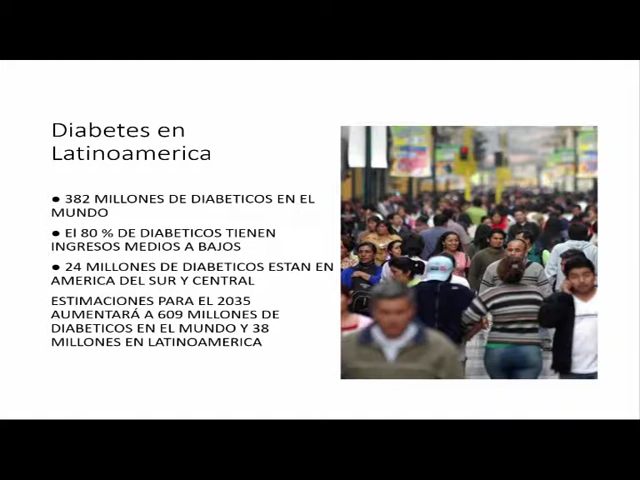 Diabetes en
Latinoamerica
● 382 MILLONES DE DIABETICOS EN EL
MUNDO
● El 80 % DE DIABETICOS TIENEN
INGRESOS MEDIOS A BAJOS
● 24 MILLONES DE DIABETICOS ESTAN EN
AMERICA DEL SUR Y CENTRAL
ESTIMACIONES PARA EL 2035
AUMENTARÁ A 609 MILLONES DE
DIABETICOS EN EL MUNDO Y 38
MILLONES EN LATINOAMERICA